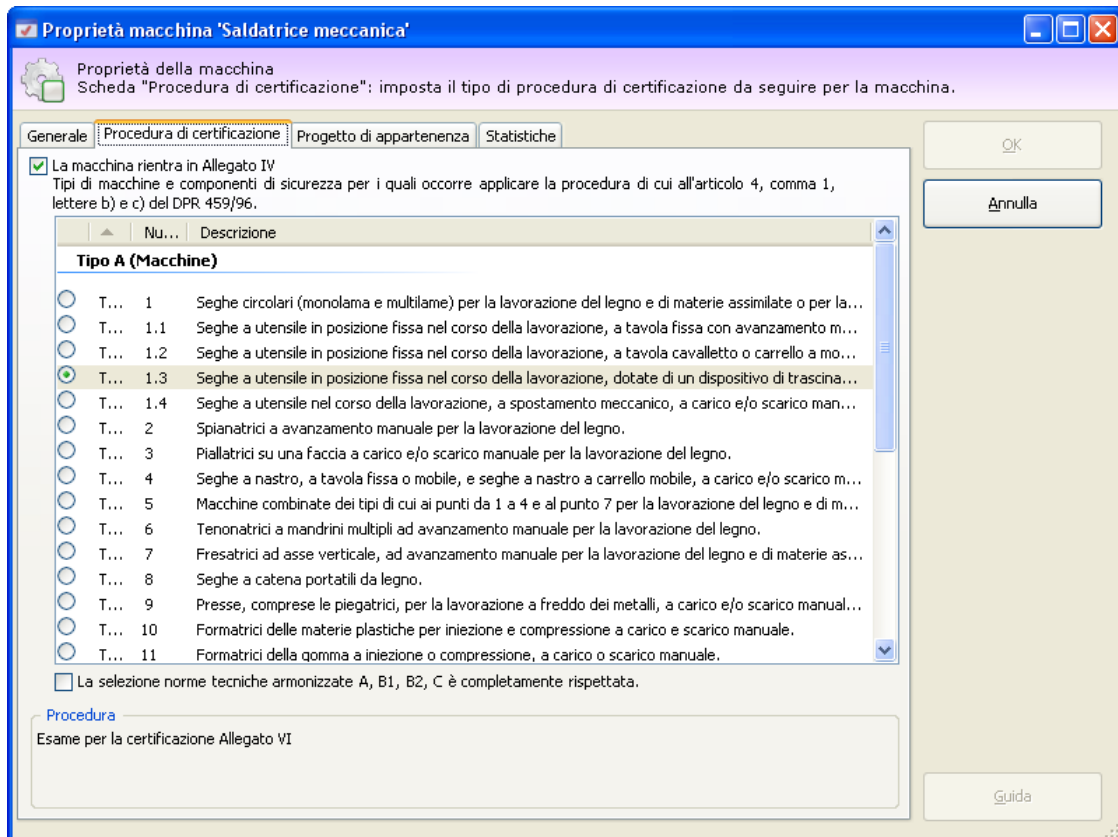 Proprietà macchina 'Saldatrice meccanica'
Proprietà della macchina
Scheda "Procedura di certificazione": imposta il tipo di procedura di certificazione da seguire per la macchina.
Generale Procedura di certificazione Progetto di appartenenza Statistiche
OK
Annulla
La macchina rientra in Allegato IV
Tipi di macchine e componenti di sicurezza per i quali occorre applicare la procedura di cui all'articolo 4, comma 1,
lettere b) e c) del DPR 459/96.
Nu... Descrizione
Tipo A (Macchine)
T... 1 Seghe circolari (monolama e multilame) per la lavorazione del legno e di materie assimilate o per la...
T... 1.1 Seghe a utensile in posizione fissa nel corso della lavorazione, a tavola fissa con avanzamento m...
T... 1.2 Seghe a utensile in posizione fissa nel corso della lavorazione, a tavola cavalletto o carrello a mo...
T... 1.3 Seghe a utensile in posizione fissa nel corso della lavorazione, dotate di un dispositivo di trascina...
T... 1.4 Seghe a utensile nel corso della lavorazione, a spostamento meccanico, a carico e/o scarico man...
T... 2 Spianatrici a avanzamento manuale per la lavorazione del legno.
T... 3 Piallatrici su una faccia a carico e/o scarico manuale per la lavorazione del legno.
T... 4 Seghe a nastro, a tavola fissa o mobile, e seghe a nastro a carrello mobile, a carico e/o scarico m...
T... 5 Macchine combinate dei tipi di cui ai punti da 1 a 4 e al punto 7 per la lavorazione del legno e di m...
T... 6 Tenonatrici a mandrini multipli ad avanzamento manuale per la lavorazione del legno.
T... 7 Fresatrici ad asse verticale, ad avanzamento manuale per la lavorazione del legno e di materie as...
T... 8 Seghe a catena portatili da legno.
T... 9 Presse, comprese le piegatrici, per la lavorazione a freddo dei metalli, a carico e/o scarico manual...
T... 10 Formatrici delle materie plastiche per iniezione e compressione a carico e scarico manuale.
T... 11 Formatrici della gomma a iniezione o compressione, a carico o scarico manuale.
La selezione norme tecniche armonizzate A, B1, B2, C è completamente rispettata.
Procedura
Esame per la certificazione Allegato VI
Guida